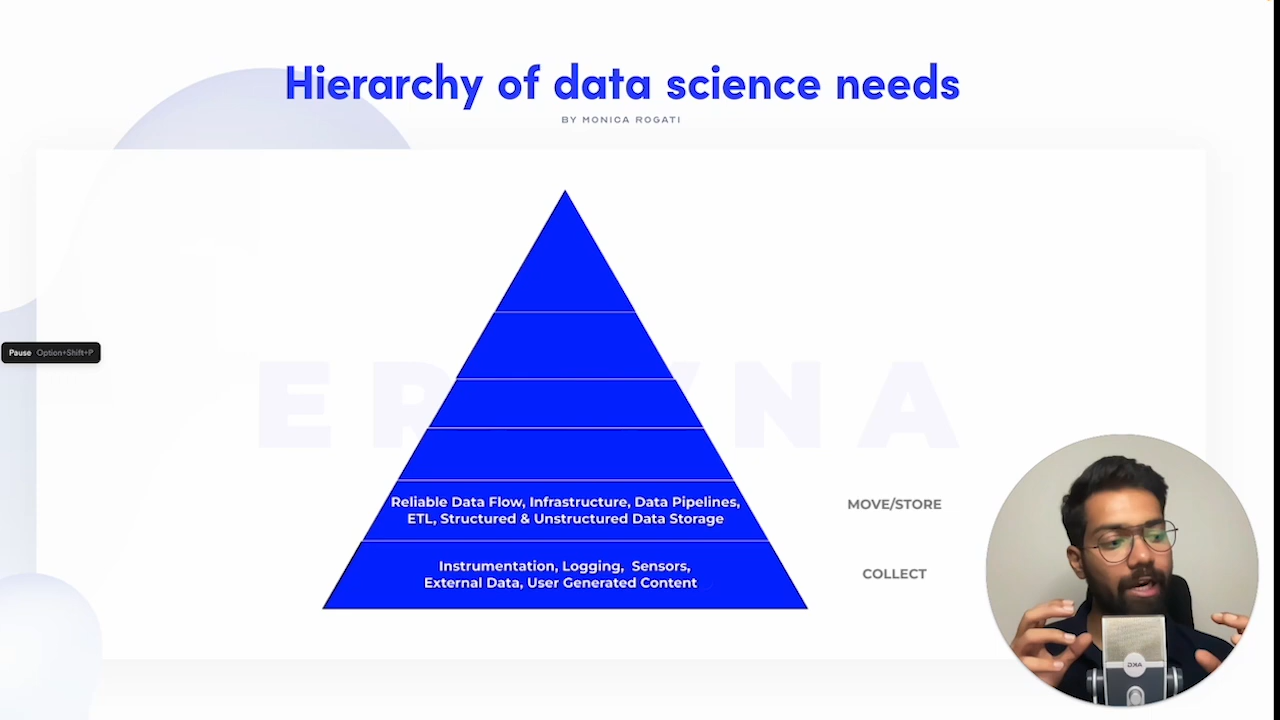 Hierarchy of data science needs
BY MONICA ROGATI
Pause Option+Shift+P
Reliable Data Flow, Infrastructure, Data Pipelines,
ETL, Structured & Unstructured Data Storage
MOVE/STORE
Instrumentation, Logging, Sensors,
External Data, User Generated Content
COLLECT
AKG